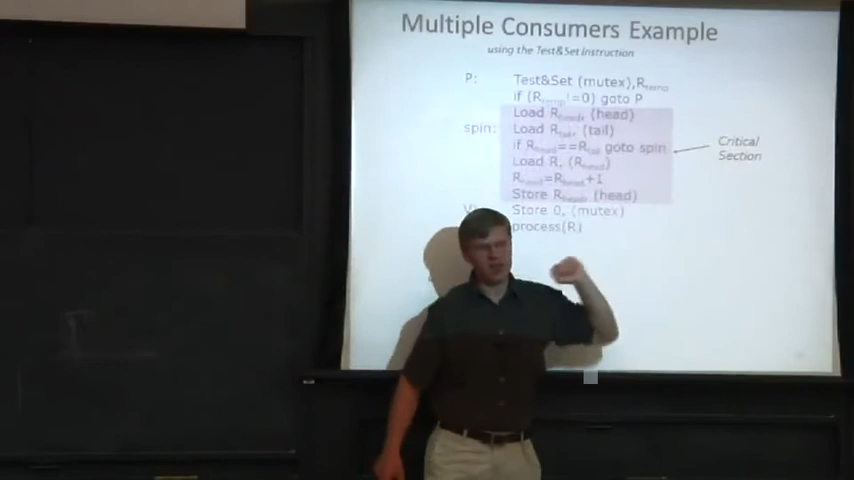 Multiple Consumers Example
using the Test&Set Instruction
P: Test&Set (mutex),Rtemp
if (Rtemp!=0) goto P
Load Rhead, (head)
spin: Load Rtail, (tail)
if Rhead==Rtail goto spin
Load R, (Rhead)
Rhead=Rhead+1
Store Rhead, (head)
Store 0, (mutex)
process(R)
Critical
Section